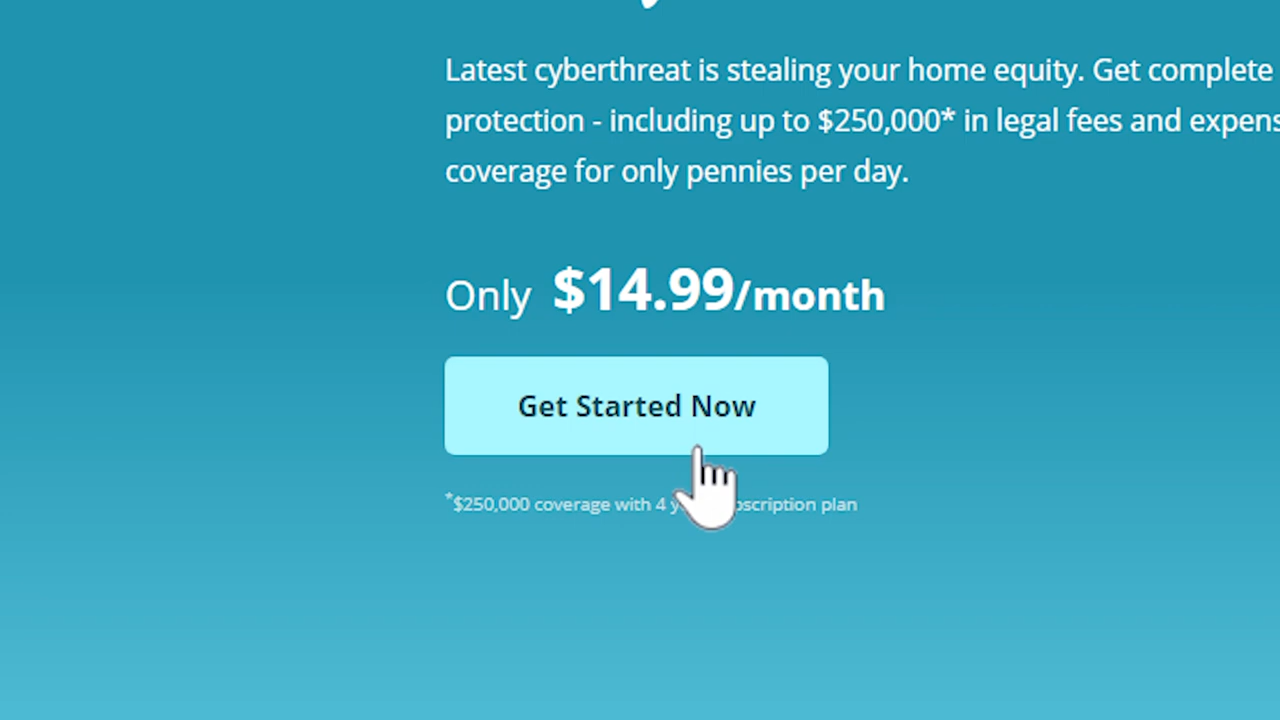 Latest cyberthreat is stealing your home equity. Get complete
protection - including up to $250,000* in legal fees and
coverage for only pennies per day.
Only $14.99/month
Get Started Now
*$250,000 coverage with 4 plan